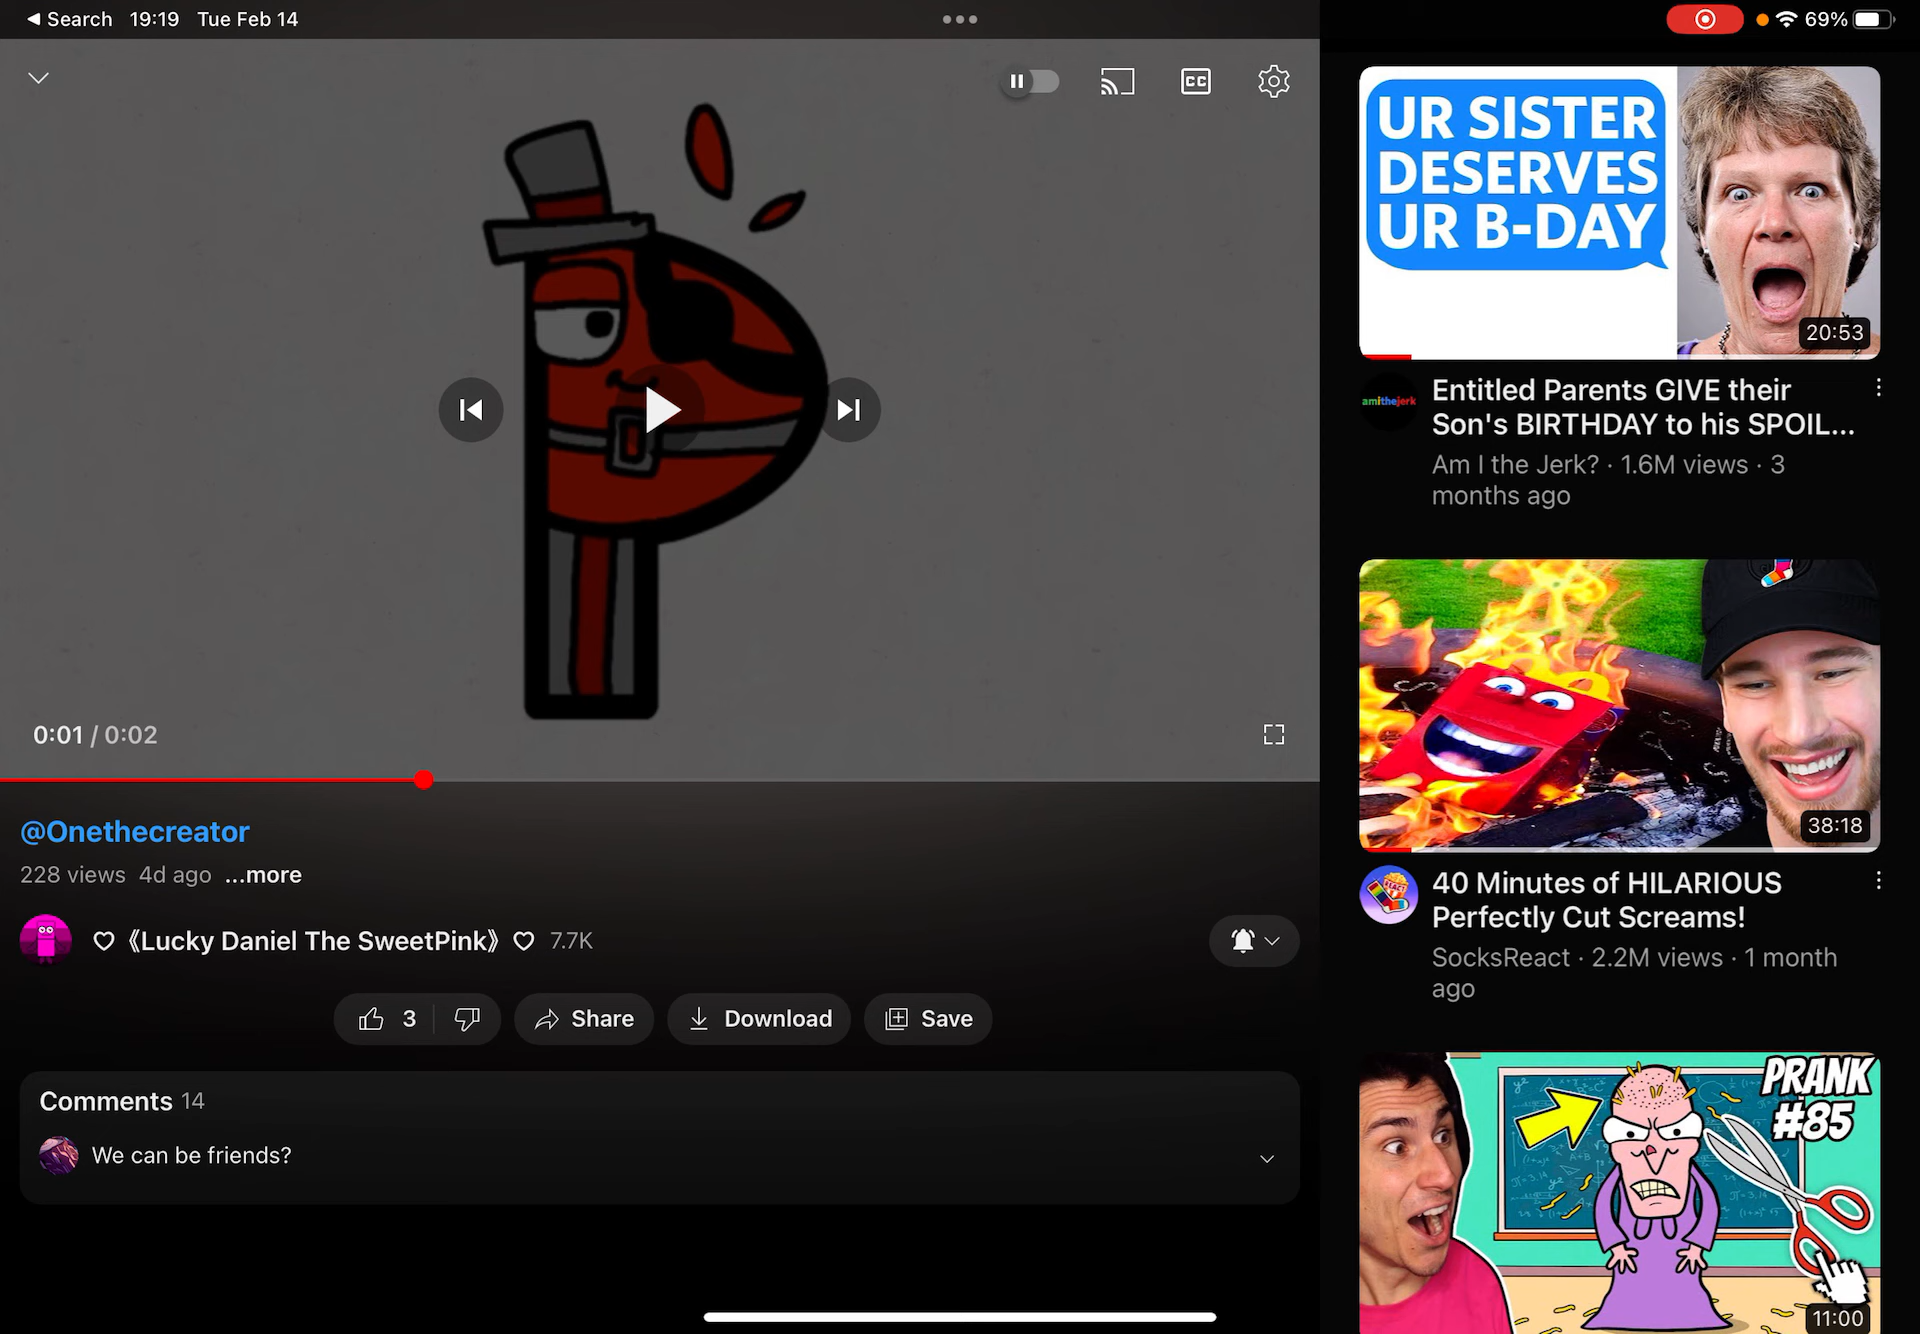 Search 19:19 Tue Feb 14
69%
CC
0:01 / 0:02
@Onethecreator
228 views 4d ago ...more
♡《Lucky Daniel The SweetPink》♡ 7.7K
3
Share
Download
Save
Comments 14
We can be friends?
UR SISTER
DESERVES
UR B-DAY
20:53
amithejerk
Entitled Parents GIVE their
Son's BIRTHDAY to his SPOIL...
Am I the Jerk? · 1.6M views · 3
months ago
38:18
REACT
40 Minutes of HILARIOUS
Perfectly Cut Screams!
SocksReact · 2.2M views · 1 month
ago
PRANK
#85
11:00